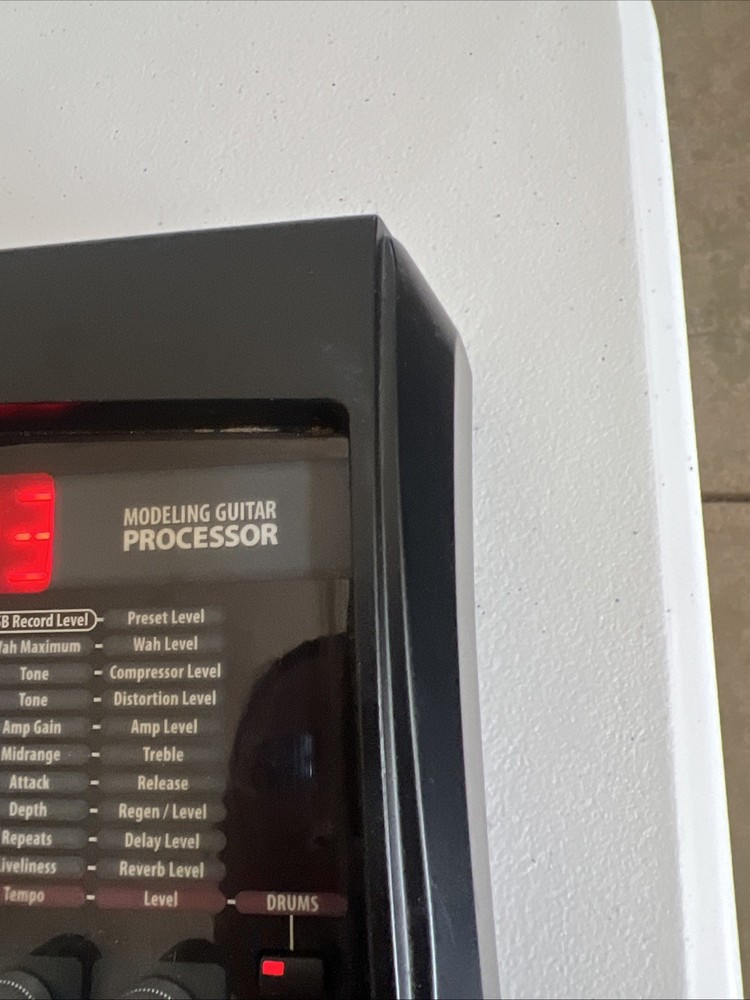 MODELING GUITAR
PROCESSOR
B Record Level - Preset Level
Wah Maximum - Wah Level
Tone - Compressor Level
Tone - Distortion Level
Amp Gain - Amp Level
Midrange - Treble
Attack - Release
Depth - Regen / Level
Repeats - Delay Level
iveliness - Reverb Level
Tempo - Level - DRUMS